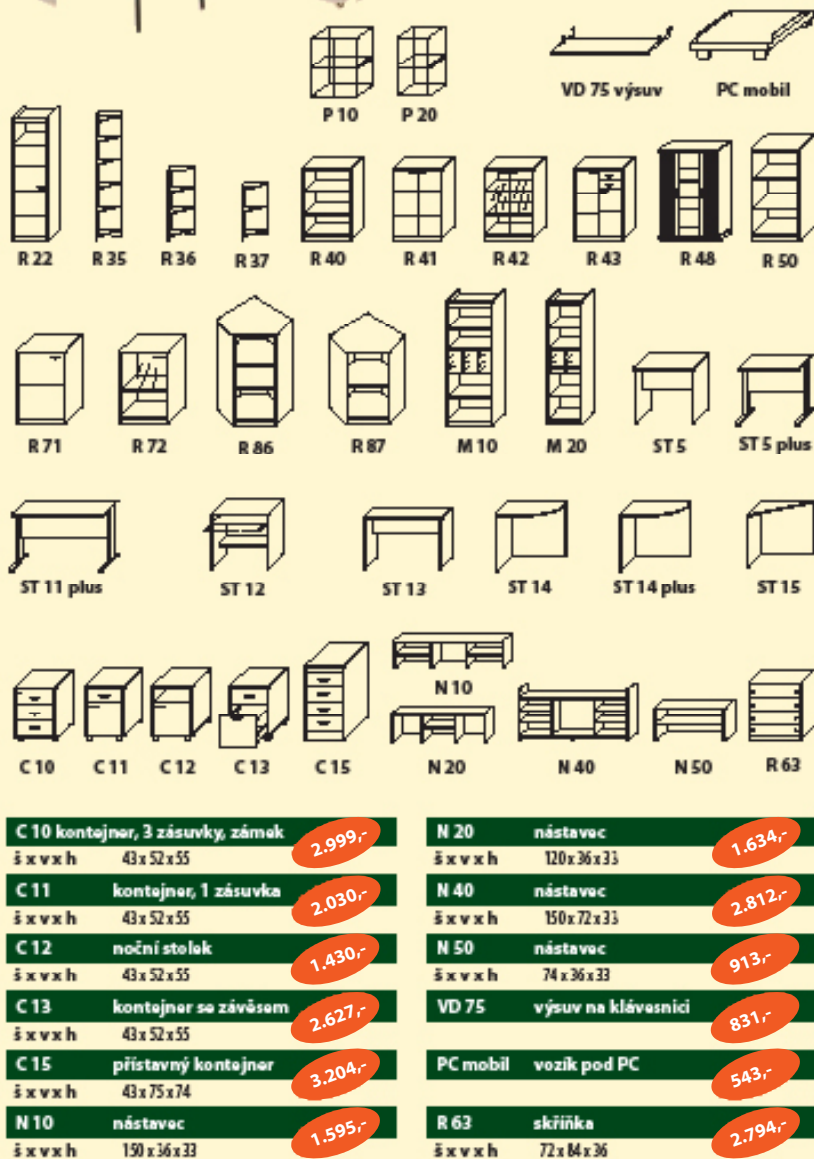 P 10 P 20 VD 75 výsuv PC mobil
R 22 R 35 R 36 R 37 R 40 R 41 R 42 R 43 R 48 R 50
R 71 R 72 R 86 R 87 M 10 M 20 ST 5 ST 5 plus
ST 11 plus ST 12 ST 13 ST 14 ST 14 plus ST 15
N 10
C 10 C 11 C 12 C 13 C 15 N 20 N 40 N 50 R 63
C 10 kontejner, 3 zásuvky, zámek 2.999,-
š x v x h 43 x 52 x 55
C 11 kontejner, 1 zásuvka 2.030,-
š x v x h 43 x 52 x 55
C 12 noční stolek 1.430,-
š x v x h 43 x 52 x 55
C 13 kontejner se závěsem 2.627,-
š x v x h 43 x 52 x 55
C 15 přístavný kontejner 3.204,-
š x v x h 43 x 75 x 74
N 10 nástavec 1.595,-
š x v x h 150 x 36 x 33
N 20 nástavec 1.634,-
š x v x h 120 x 36 x 33
N 40 nástavec 2.812,-
š x v x h 150 x 72 x 33
N 50 nástavec 913,-
š x v x h 74 x 36 x 33
VD 75 výsuv na klávesnici 831,-
PC mobil vozík pod PC 543,-
R 63 skříňka 2.794,-
š x v x h 72 x 84 x 36